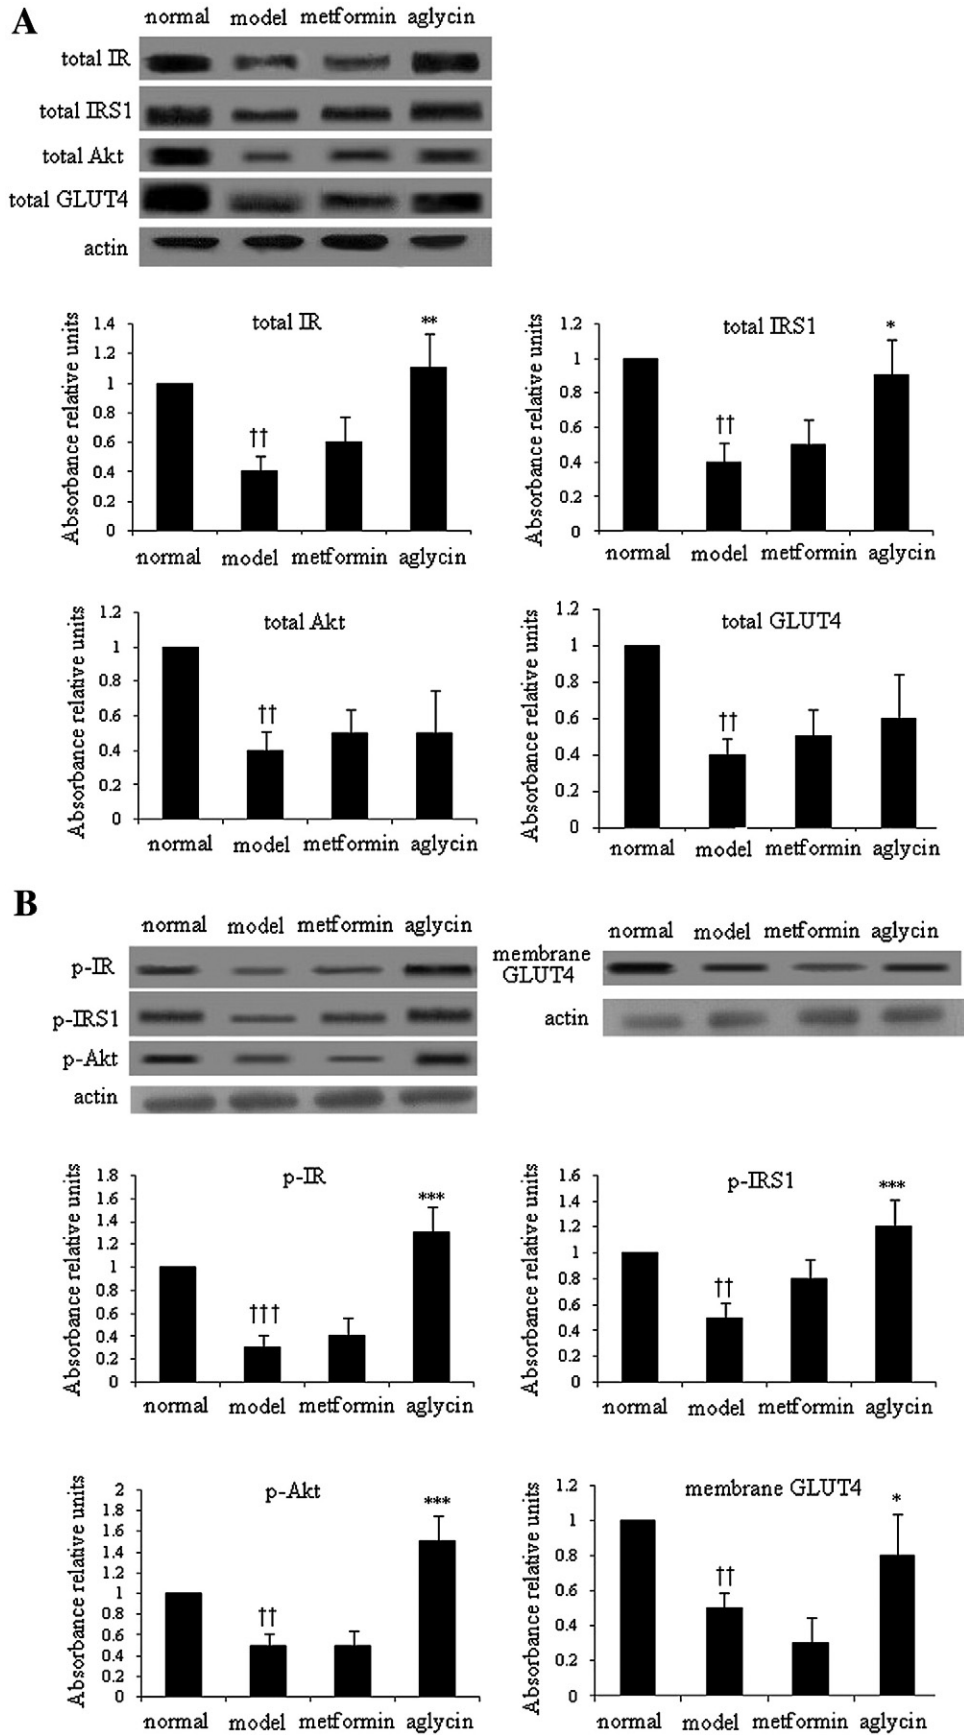 A
normal model metformin aglycin
total IR
total IRS1
total Akt
total GLUT4
actin
total IR
Absorbance relative units
1.4
1.2
1
0.8
0.6
0.4
0.2
0
††
**
normal model metformin aglycin
total IRS1
Absorbance relative units
1.2
1
0.8
0.6
0.4
0.2
0
††
*
normal model metformin aglycin
total Akt
Absorbance relative units
1.2
1
0.8
0.6
0.4
0.2
0
††
normal model metformin aglycin
total GLUT4
Absorbance relative units
1.2
1
0.8
0.6
0.4
0.2
0
††
normal model metformin aglycin
B
normal model metformin aglycin
p-IR
p-IRS1
p-Akt
actin
normal model metformin aglycin
membrane
GLUT4
actin
p-IR
Absorbance relative units
1.8
1.6
1.4
1.2
1
0.8
0.6
0.4
0.2
0
†††
***
normal model metformin aglycin
p-IRS1
Absorbance relative units
1.6
1.4
1.2
1
0.8
0.6
0.4
0.2
0
††
***
normal model metformin aglycin
p-Akt
Absorbance relative units
2
1.8
1.6
1.4
1.2
1
0.8
0.6
0.4
0.2
0
††
***
normal model metformin aglycin
membrane GLUT4
Absorbance relative units
1.2
1
0.8
0.6
0.4
0.2
0
††
*
normal model metformin aglycin